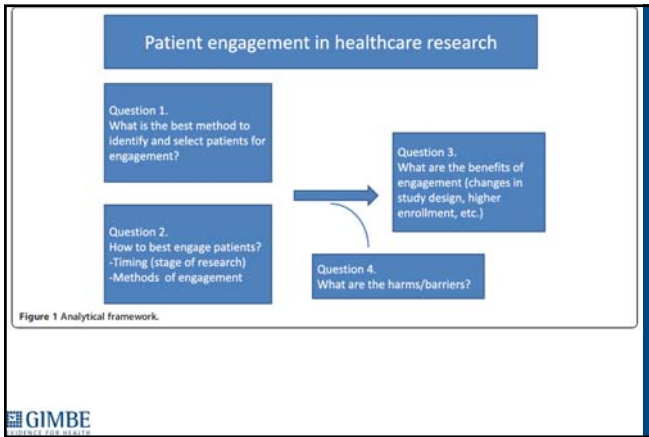 Patient engagement in healthcare research
Question 1.
What is the best method to
identify and select patients for
engagement?
Question 2.
How to best engage patients?
-Timing (stage of research)
-Methods of engagement
Question 3.
What are the benefits of
engagement (changes in
study design, higher
enrollment, etc.)
Question 4.
What are the harms/barriers?
Figure 1 Analytical framework.
GIMBE
EVIDENCE FOR HEALTH